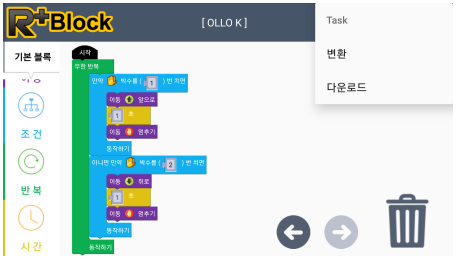 R+Block
[ OLLO K ]
Task
변환
다운로드
기본 블록
이동
조건
반복
시간
시작
무한 반복
만약 박수를 ( 1 ) 번 치면
이동 앞으로
1 초
이동 멈추기
동작하기
아니면 만약 박수를 ( 2 ) 번 치면
이동 뒤로
1 초
이동 멈추기
동작하기
동작하기